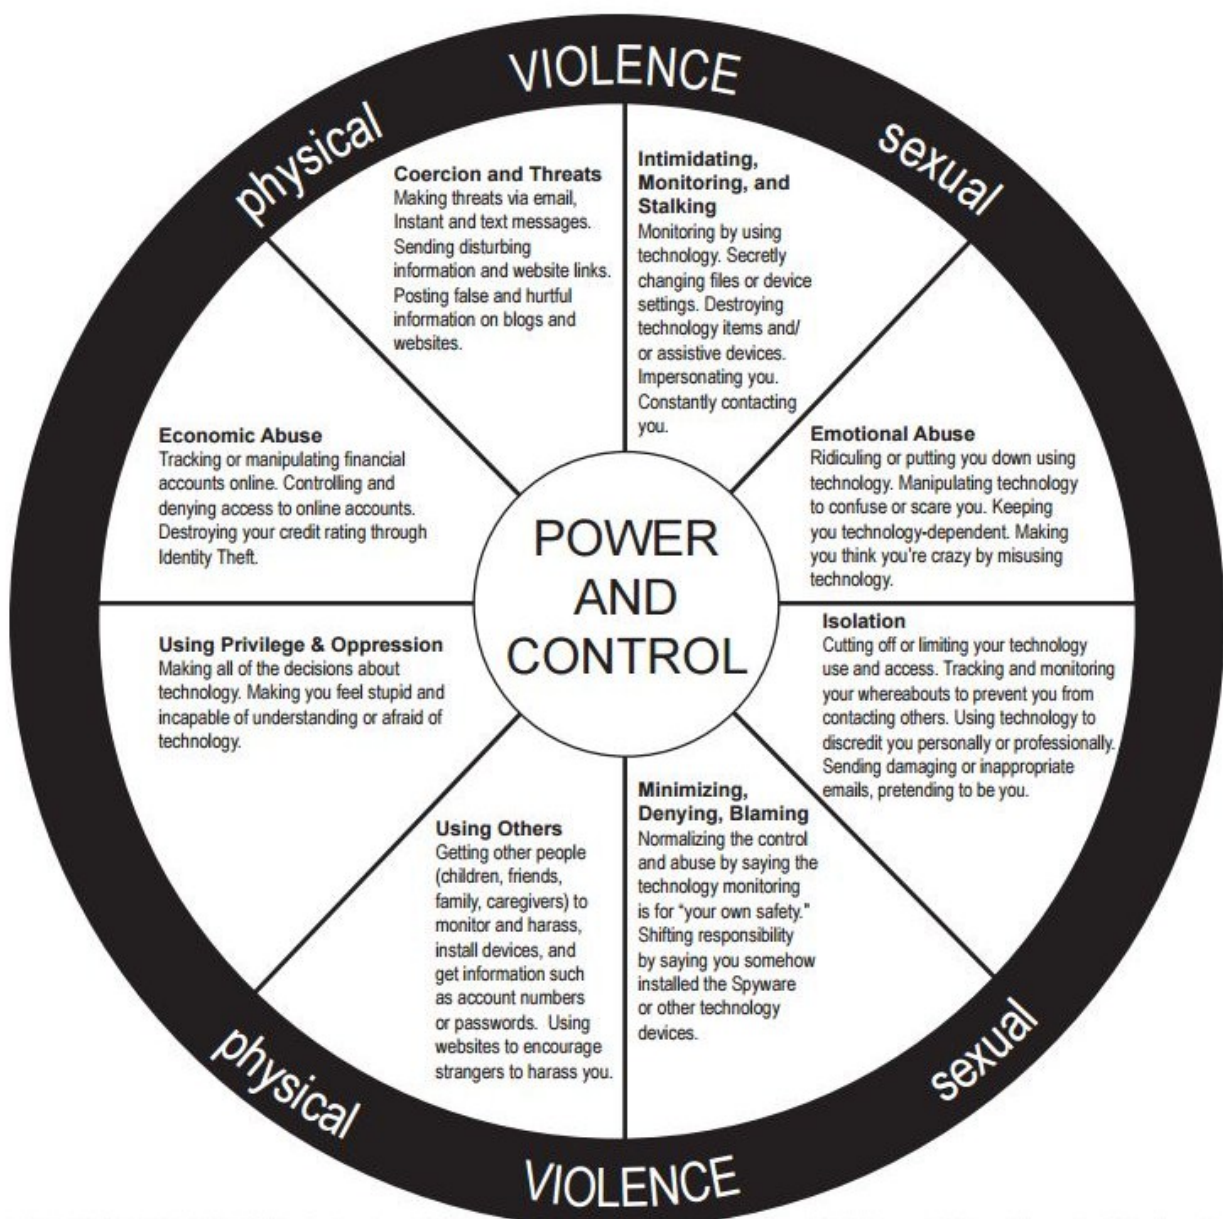 VIOLENCE
physical
sexual
Coercion and Threats
Making threats via email,
Instant and text messages.
Sending disturbing
information and website links.
Posting false and hurtful
information on blogs and
websites.
Intimidating,
Monitoring, and
Stalking
Monitoring by using
technology. Secretly
changing files or device
settings. Destroying
technology items and/
or assistive devices.
Impersonating you.
Constantly contacting
you.
Economic Abuse
Tracking or manipulating financial
accounts online. Controlling and
denying access to online accounts.
Destroying your credit rating through
Identity Theft.
Emotional Abuse
Ridiculing or putting you down using
technology. Manipulating technology
to confuse or scare you. Keeping
you technology-dependent. Making
you think you're crazy by misusing
technology.
POWER
AND
CONTROL
Using Privilege & Oppression
Making all of the decisions about
technology. Making you feel stupid and
incapable of understanding or afraid of
technology.
Isolation
Cutting off or limiting your technology
use and access. Tracking and monitoring
your whereabouts to prevent you from
contacting others. Using technology to
discredit you personally or professionally.
Sending damaging or inappropriate
emails, pretending to be you.
Using Others
Getting other people
(children, friends,
family, caregivers) to
monitor and harass,
install devices, and
get information such
as account numbers
or passwords. Using
websites to encourage
strangers to harass you.
Minimizing,
Denying, Blaming
Normalizing the control
and abuse by saying the
technology monitoring
is for “your own safety.”
Shifting responsibility
by saying you somehow
installed the Spyware
or other technology
devices.
physical
sexual
VIOLENCE